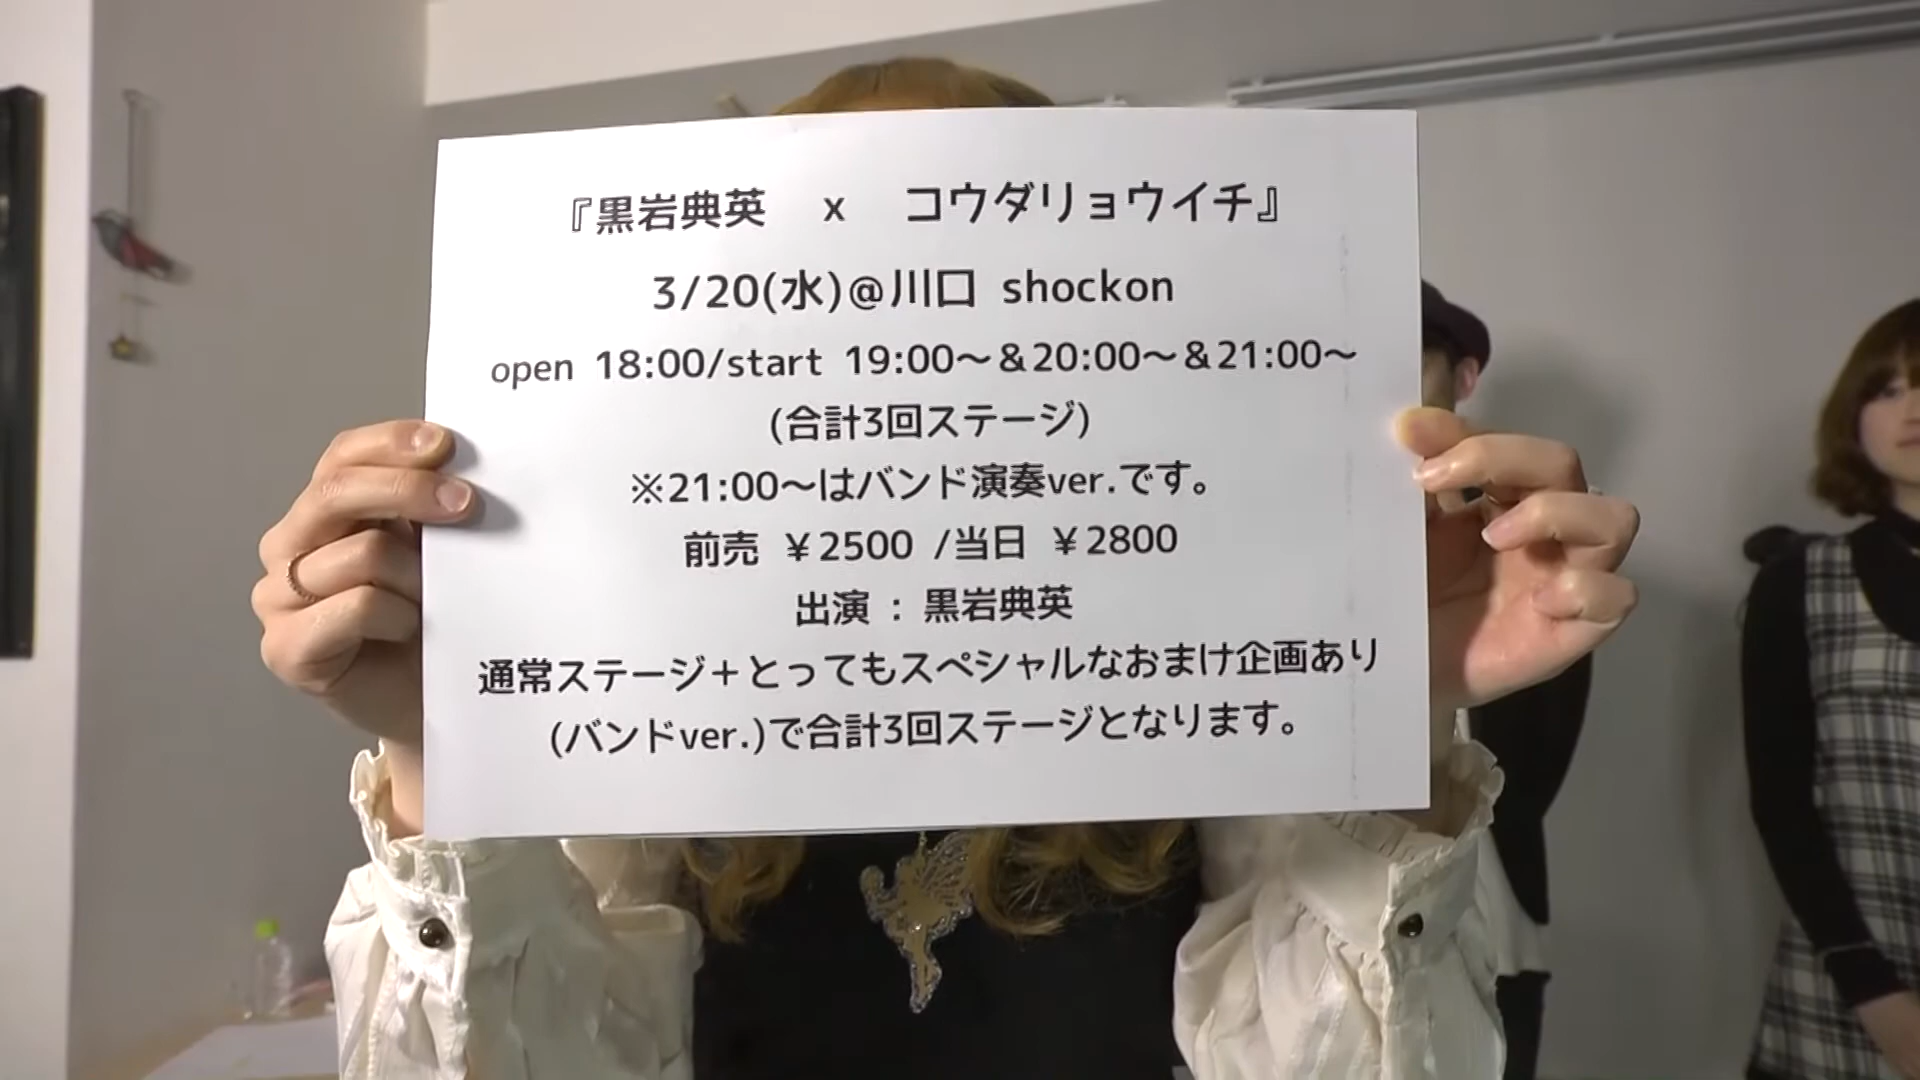 『黒岩典英　x　コウダリョウイチ』
3/20(水)@川口 shockon
open 18:00/start 19:00〜＆20:00〜＆21:00〜
(合計3回ステージ)
※21:00〜はバンド演奏ver.です。
前売 ￥2500 /当日 ￥2800
出演 : 黒岩典英
通常ステージ＋とってもスペシャルなおまけ企画あり
(バンドver.)で合計3回ステージとなります。